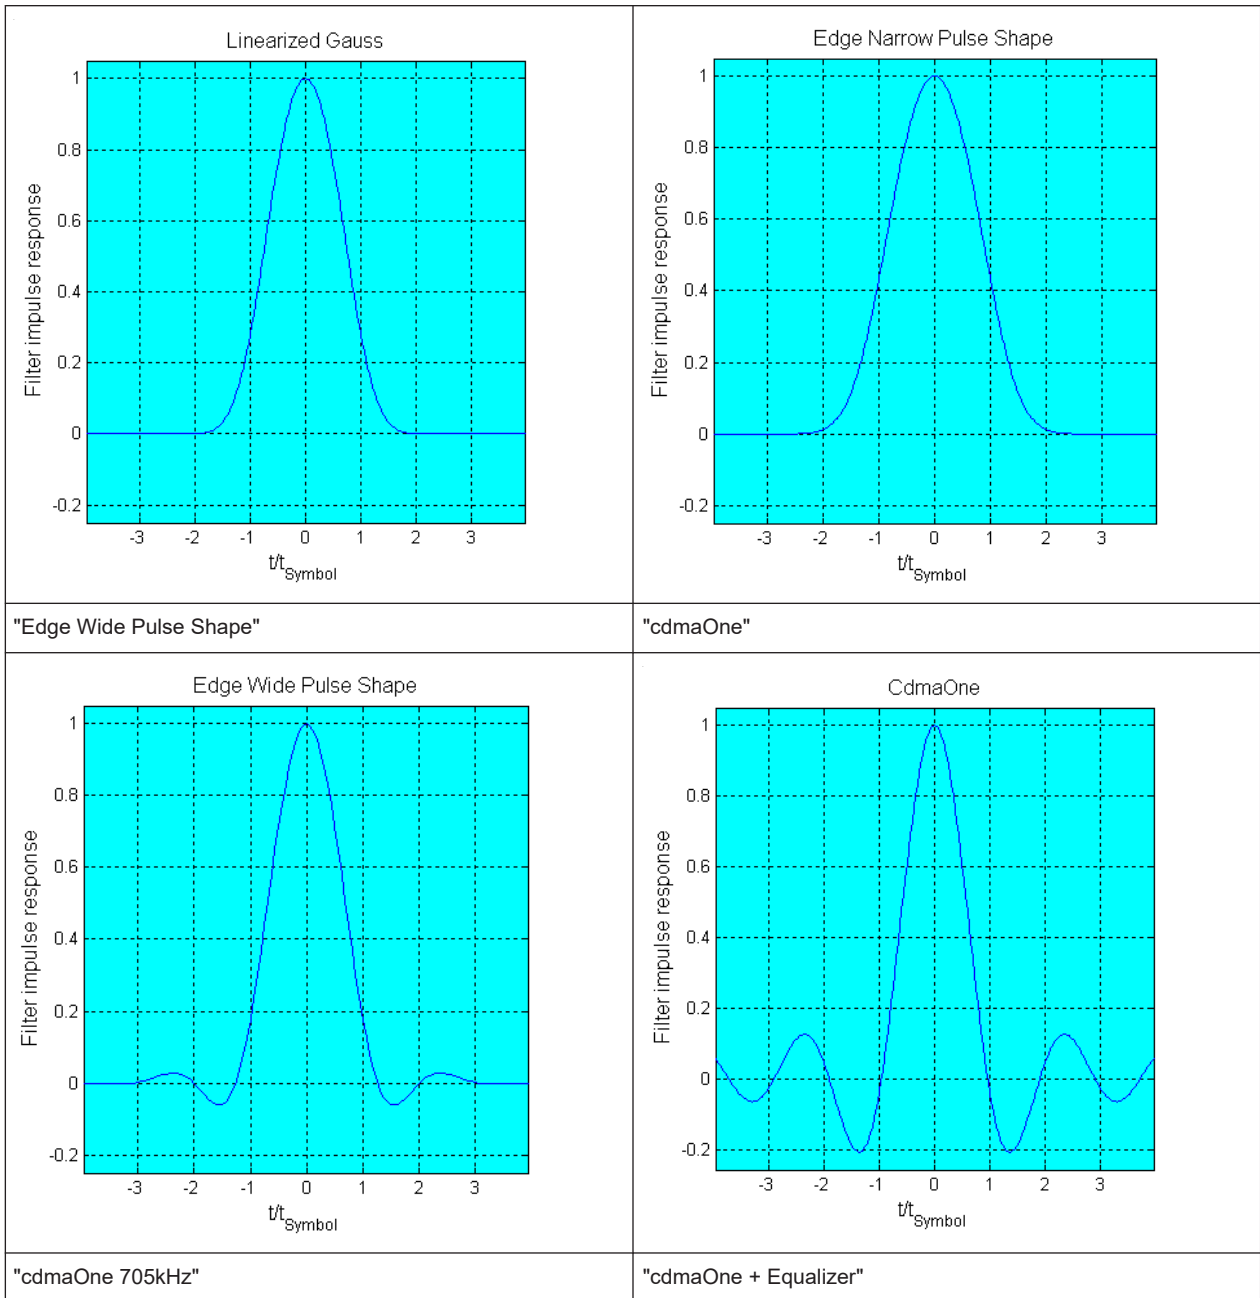 Linearized Gauss
1
0.8
0.6
0.4
0.2
0
-0.2
Filter impulse response
-3 -2 -1 0 1 2 3
t/tSymbol
Edge Narrow Pulse Shape
1
0.8
0.6
0.4
0.2
0
-0.2
Filter impulse response
-3 -2 -1 0 1 2 3
t/tSymbol
"Edge Wide Pulse Shape"
"cdmaOne"
Edge Wide Pulse Shape
1
0.8
0.6
0.4
0.2
0
-0.2
Filter impulse response
-3 -2 -1 0 1 2 3
t/tSymbol
CdmaOne
1
0.8
0.6
0.4
0.2
0
-0.2
Filter impulse response
-3 -2 -1 0 1 2 3
t/tSymbol
"cdmaOne 705kHz"
"cdmaOne + Equalizer"